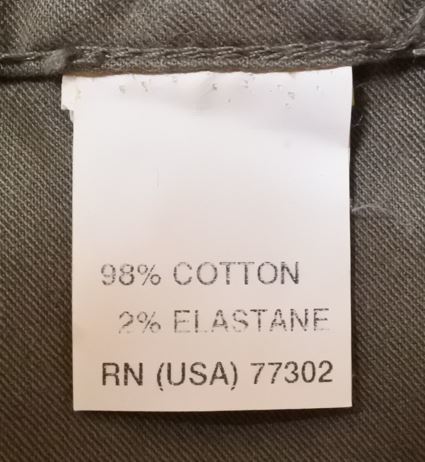 98% COTTON
2% ELASTANE
RN (USA) 77302